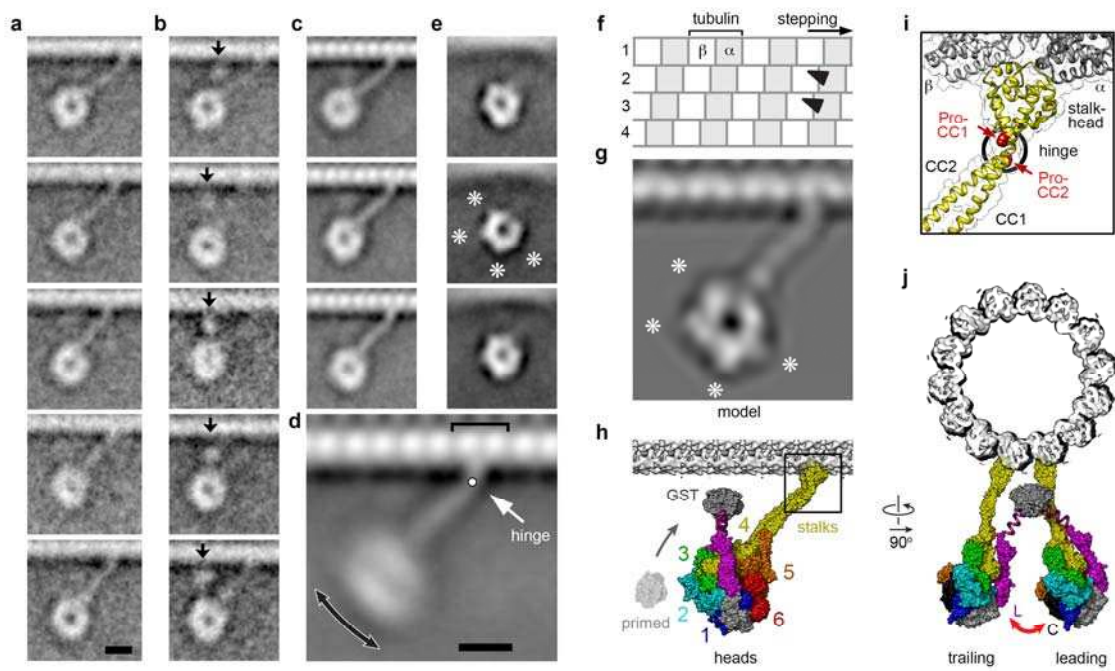 a b c e f
tubulin stepping
1 β α
2
3
4
g
model
d
hinge
h
GST
4
stalks
3
5
2
6
primed
1
heads
90°
i
β α
stalk-
head
Pro-
CC1
hinge
CC2
Pro-
CC2
CC1
j
L
C
trailing leading